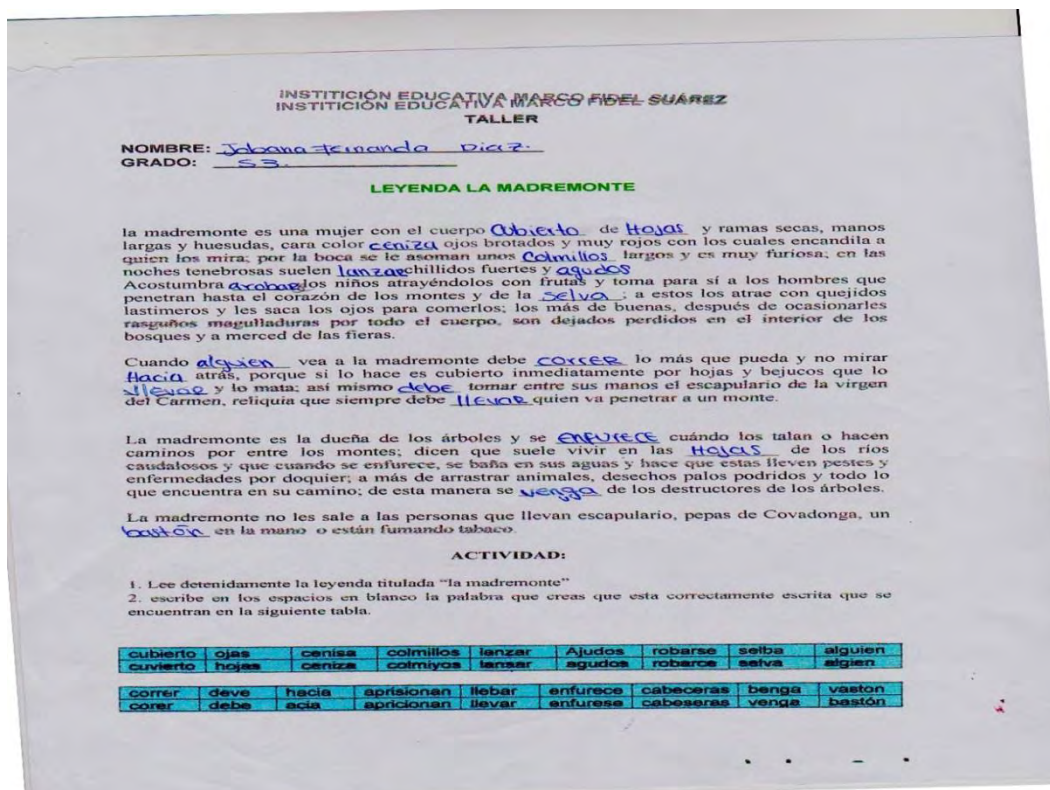 INSTITICIÓN EDUCATIVA MARCO FIDEL SUÁREZ
INSTITICIÓN EDUCATIVA MARCO FIDEL SUÁREZ
TALLER
NOMBRE: Diaz.
GRADO: 53.
LEYENDA LA MADREMONTE
la madremonte es una mujer con el cuerpo Cubierto de Hojas y ramas secas, manos
largas y huesudas, cara color ceniza ojos brotados y muy rojos con los cuales encandila a
quien los mira; por la boca se le asoman unos Colmillos largos y es muy furiosa; en las
noches tenebrosas suelen lanzar chillidos fuertes y agudos
Acostumbra arobar los niños atrayéndolos con frutas y toma para sí a los hombres que
penetran hasta el corazón de los montes y de la selva ; a estos los atrae con quejidos
lastimeros y les saca los ojos para comerlos; los más de buenas, después de ocasionarles
rasguños magulladuras por todo el cuerpo, son dejados perdidos en el interior de los
bosques y a merced de las fieras.
Cuando alguien vea a la madremonte debe correr lo más que pueda y no mirar
Hacia atrás, porque si lo hace es cubierto inmediatamente por hojas y bejucos que lo
llevar y lo mata; así mismo debe tomar entre sus manos el escapulario de la virgen
del Carmen, reliquia que siempre debe llevar quien va penetrar a un monte.
La madremonte es la dueña de los árboles y se enfurece cuándo los talan o hacen
caminos por entre los montes; dicen que suele vivir en las Hojas de los ríos
caudalosos y que cuando se enfurece, se baña en sus aguas y hace que estas lleven pestes y
enfermedades por doquier; a más de arrastrar animales, desechos palos podridos y todo lo
que encuentra en su camino; de esta manera se venga de los destructores de los árboles.
La madremonte no les sale a las personas que llevan escapulario, pepas de Covadonga, un
bastón en la mano o están fumando tabaco.
ACTIVIDAD:
1. Lee detenidamente la leyenda titulada "la madremonte"
2. escribe en los espacios en blanco la palabra que creas que esta correctamente escrita que se
encuentran en la siguiente tabla.
cubierto ojas cenisa colmillos lanzar Ajudos robarse selba alguien
cuvierto hojas ceniza colmiyos lansar agudos robarce selva algien
correr deve hacia aprisionan llebar enfurece cabeceras benga vaston
corer debe acia apricionan llevar enfurese cabeseras venga bastón